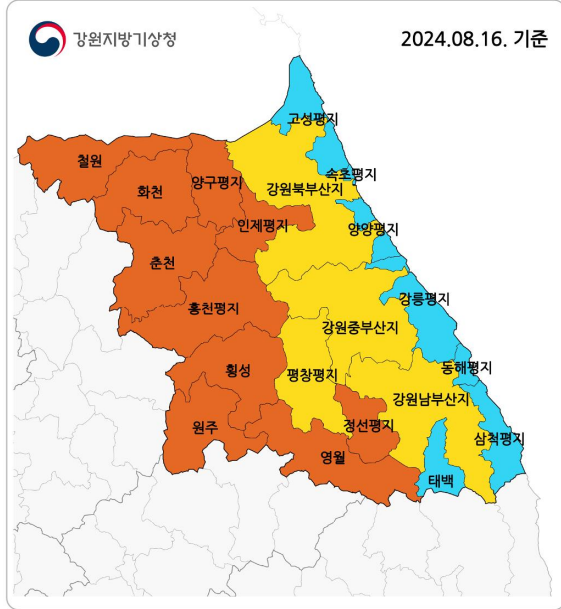 강원지방기상청
2024.08.16. 기준
고성평지
철원
속초평지
양구평지
강원북부산지
화천
인제평지
양양평지
춘천
강릉평지
홍천평지
강원중부산지
동해평지
횡성
평창평지
강원남부산지
정선평지
원주
삼척평지
영월
태백